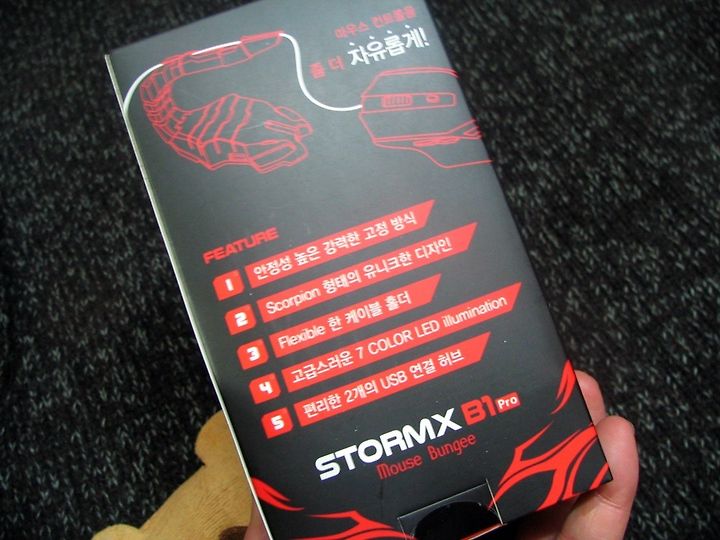 마우스 컨트롤을
좀 더 자유롭게!
FEATURE
1 안정성 높은 강력한 고정 방식
2 Scorpion 형태의 유니크한 디자인
3 Flexible 한 케이블 홀더
4 고급스러운 7 COLOR LED illumination
5 편리한 2개의 USB 연결 허브
STORMX B1 Pro
Mouse Bungee